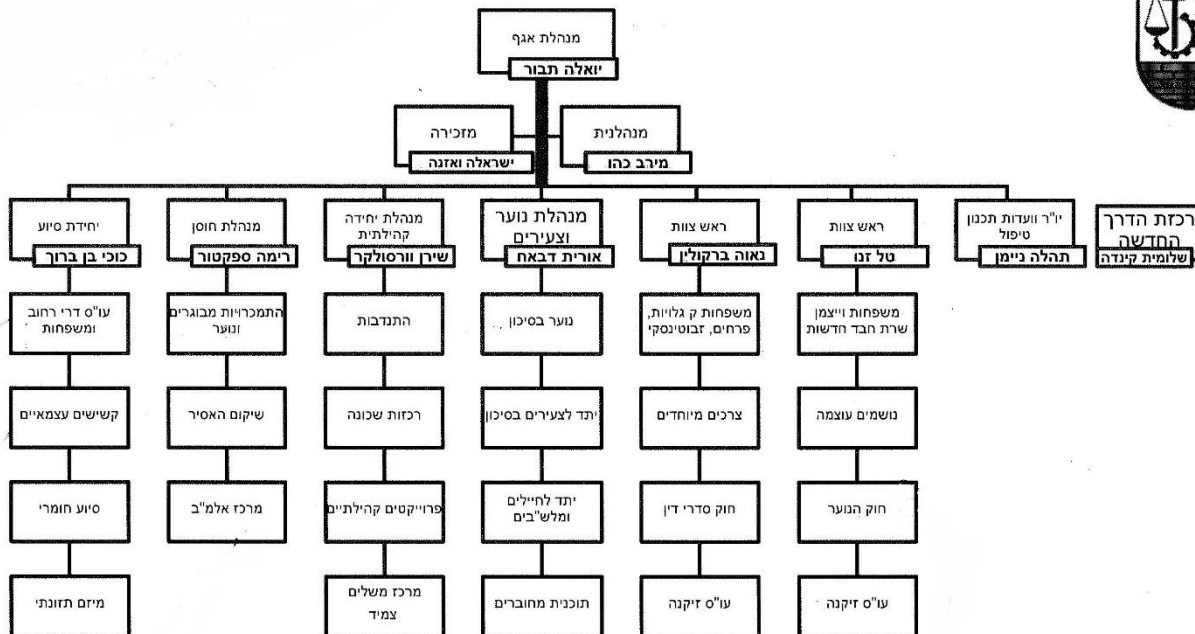 מנהלת אגף
יואלה תבור
מנהלנית
מירב כהו
מזכירה
ישראלה ואזנה
רכזת הדרך
החדשה
שלומית קינדה
יו"ר וועדות תכנון
טיפול
תהלה ניימן
ראש צוות
טל זנו
משפחות וייצמן
שרת חבד חדשות
נושמים עוצמה
חוק הנוער
עו"ס זיקנה
ראש צוות
נאוה ברקולין
משפחות ק גלויות,
פרחים, זבוטינסקי
צרכים מיוחדים
חוק סדרי דין
עו"ס זיקנה
מנהלת נוער
וצעירים
אורית דבאח
נוער בסיכון
יתד לצעירים בסיכון
יתד לחיילים
ומלש"בים
תוכנית מחוברים
מנהלת יחידה
קהילתית
שירן וורסולקר
התנדבות
רכזות שכונה
פרוייקטים קהילתיים
מרכז משלים
צמיד
מנהלת חוסן
רימה ספקטור
התמכרויות מבוגרים
ונוער
שיקום האסיר
מרכז אלמ"ב
יחידת סיוע
כוכי בן ברוך
עו"ס דרי רחוב
ומשפחות
קשישים עצמאיים
סיוע חומרי
מיזם תזונתי